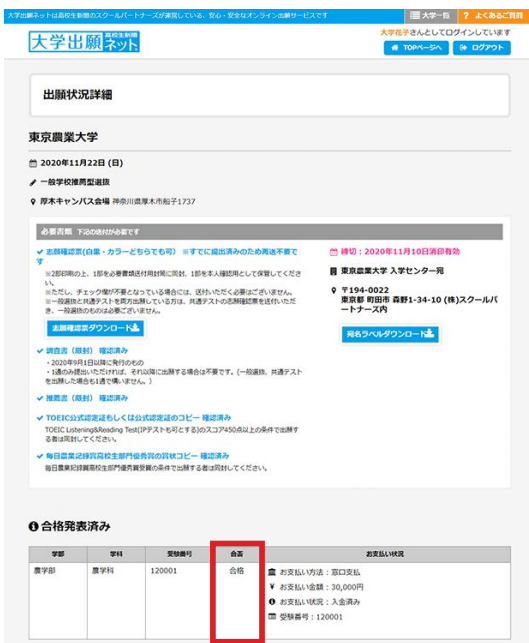 大学出願ネットは高校生新聞のスクールパートナーズが運営している、安心・安全なオンライン出願サービスです
大学一覧
? よくあるご質問
大学出願ネット
高校生新聞
大学花子さんとしてログインしています
TOPページへ
ログアウト
出願状況詳細
東京農業大学
2020年11月22日 (日)
一般学校推薦型選抜
厚木キャンパス会場 神奈川県厚木市船子1737
必要書類 下記の送付が必要です
志願確認票(白黒・カラーどちらでも可) ※すでに提出済みのため再送不要で
す
※2部印刷の上、1部を必要書類送付用封筒に同封、1部を本人確認用として保管してくださ
い。
※ただし、チェック欄が不要となっている場合には、送付いただく必要はございません。
※一般選抜と共通テストを両方出願している方は、共通テストの志願確認票を送付いただ
き、一般選抜のものは必要ございません。
志願確認票ダウンロード
調査書（厳封） 確認済み
・2020年9月1日以降に発行のもの
・1通のみ提出いただければ、それ以降に出願する場合は不要です。(一般選抜、共通テスト
を出願した場合も1通で構いません。)
推薦書（厳封） 確認済み
TOEIC公式認定証もしくは公式認定証のコピー 確認済み
TOEIC Listening&Reading Test(IPテストも可とする)のスコア450点以上の条件で出願す
る者は同封してください。
毎日農業記録賞高校生部門優秀賞の賞状コピー 確認済み
毎日農業記録賞高校生部門優秀賞受賞の条件で出願する者は同封してください。
締切：2020年11月10日消印有効
東京農業大学 入学センター宛
〒194-0022
東京都 町田市 森野1-34-10 (株)スクールパ
ートナーズ内
宛名ラベルダウンロード
合格発表済み
学部 学科 受験番号 合否 お支払い状況
農学部 農学科 120001 合格 お支払い方法：窓口支払
¥ お支払い金額：30,000円
お支払い状況：入金済み
受験番号：120001